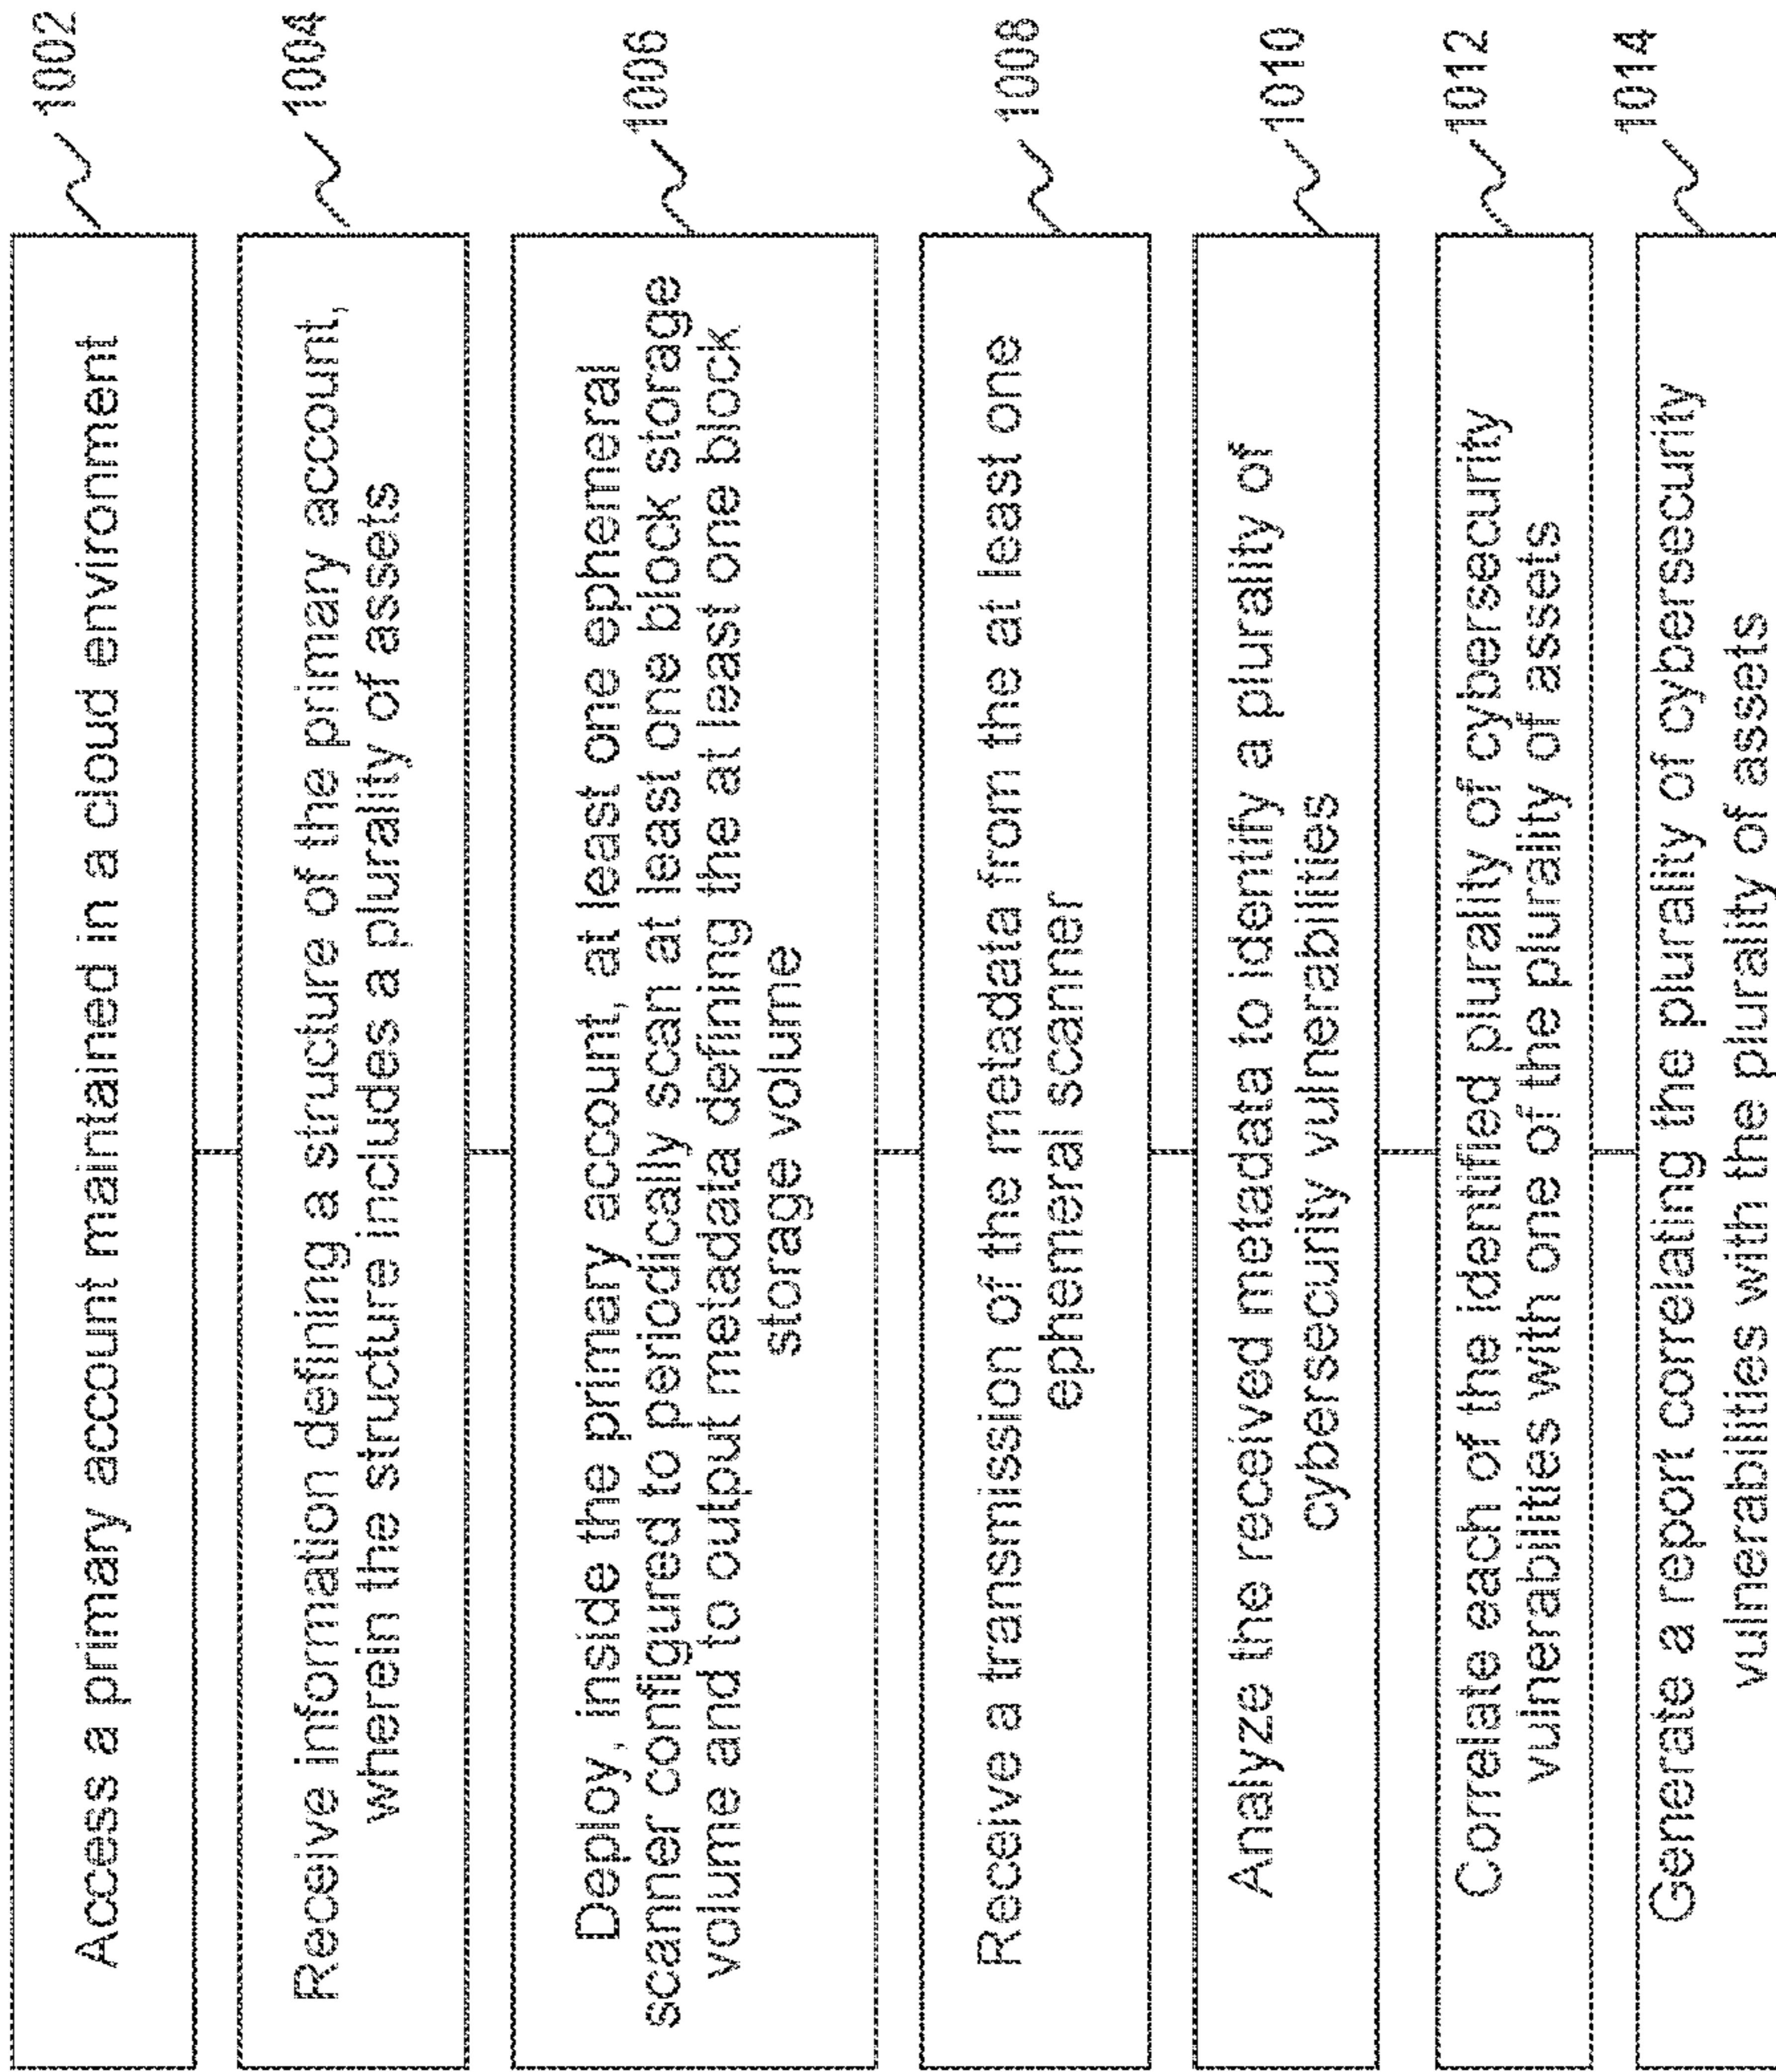 Access a primary account maintained in a cloud environment
1002
Receive information defining a structure of the primary account,
wherein the structure includes a plurality of assets
1004
Deploy, inside the primary account, at least one ephemeral
scanner configured to periodically scan at least one block storage
volume and to output metadata defining the at least one block
storage volume
1006
Receive a transmission of the metadata from the at least one
ephemeral scanner
1008
Analyze the received metadata to identify a plurality of
cybersecurity vulnerabilities
1010
Correlate each of the identified plurality of cybersecurity
vulnerabilities with one of the plurality of assets
1012
Generate a report correlating the plurality of cybersecurity
vulnerabilities with the plurality of assets
1014